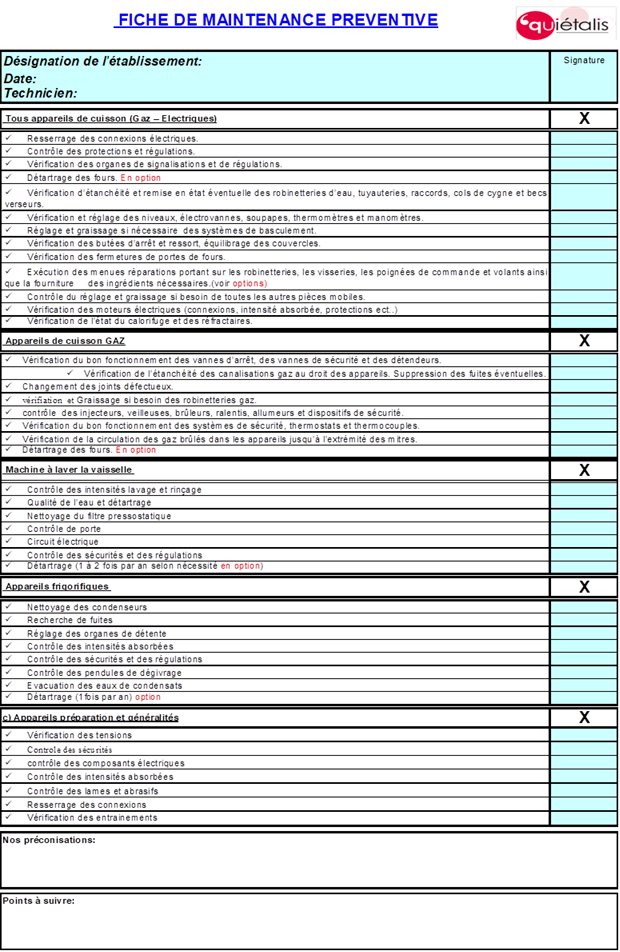 FICHE DE MAINTENANCE PREVENTIVE
quiétalis
Désignation de l'établissement:
Signature
Date:
Technicien:
Tous appareils de cuisson (Gaz – Electriques)
X
✓ Resserrage des connexions électriques.
✓ Contrôle des protections et régulations.
✓ Vérification des organes de signalisations et de régulations.
✓ Détartrage des fours. En option
✓ Vérification d'étanchéité et remise en état éventuelle des robinetteries d'eau, tuyauteries, raccords, cols de cygne et becs
verseurs.
✓ Vérification et réglage des niveaux, électrovannes, soupapes, thermomètres et manomètres.
✓ Réglage et graissage si nécessaire des systèmes de basculement.
✓ Vérification des butées d'arrêt et ressort, équilibrage des couvercles.
✓ Vérification des fermetures de portes de fours.
✓ Exécution des menues réparations portant sur les robinetteries, les visseries, les poignées de commande et volants ainsi
que la fourniture des ingrédients nécessaires.(voir options)
✓ Contrôle du réglage et graissage si besoin de toutes les autres pièces mobiles.
✓ Vérification des moteurs électriques (connexions, intensité absorbée, protections ect..)
✓ Vérification de l'état du calorifuge et des réfractaires.
Appareils de cuisson GAZ
X
✓ Vérification du bon fonctionnement des vannes d'arrêt, des vannes de sécurité et des détendeurs.
✓ Vérification de l'étanchéité des canalisations gaz au droit des appareils. Suppression des fuites éventuelles.
✓ Changement des joints défectueux.
✓ vérifiation et Graissage si besoin des robinetteries gaz.
✓ contrôle des injecteurs, veilleuses, brûleurs, ralentis, allumeurs et dispositifs de sécurité.
✓ Vérification du bon fonctionnement des systèmes de sécurité, thermostats et thermocouples.
✓ Vérification de la circulation des gaz brûlés dans les appareils jusqu'à l'extrémité des mitres.
✓ Détartrage des fours. En option
Machine à laver la vaisselle
X
✓ Contrôle des intensités lavage et rinçage
✓ Qualité de l'eau et détartrage
✓ Nettoyage du filtre pressostatique
✓ Contrôle de porte
✓ Circuit électrique
✓ Contrôle des sécurités et des régulations
✓ Détartrage (1 à 2 fois par an selon nécessité en option)
Appareils frigorifiques
X
✓ Nettoyage des condenseurs
✓ Recherche de fuites
✓ Réglage des organes de détente
✓ Contrôle des intensités absorbées
✓ Contrôle des sécurités et des régulations
✓ Contrôle des pendules de dégivrage
✓ Evacuation des eaux de condensats
✓ Détartrage (1fois par an) option
c) Appareils préparation et généralités
X
✓ Vérification des tensions
✓ Controle des sécurités
✓ contrôle des composants électriques
✓ Contrôle des intensités absorbées
✓ Contrôle des lames et abrasifs
✓ Resserrage des connexions
✓ Vérification des entrainements
Nos préconisations:
Points à suivre: